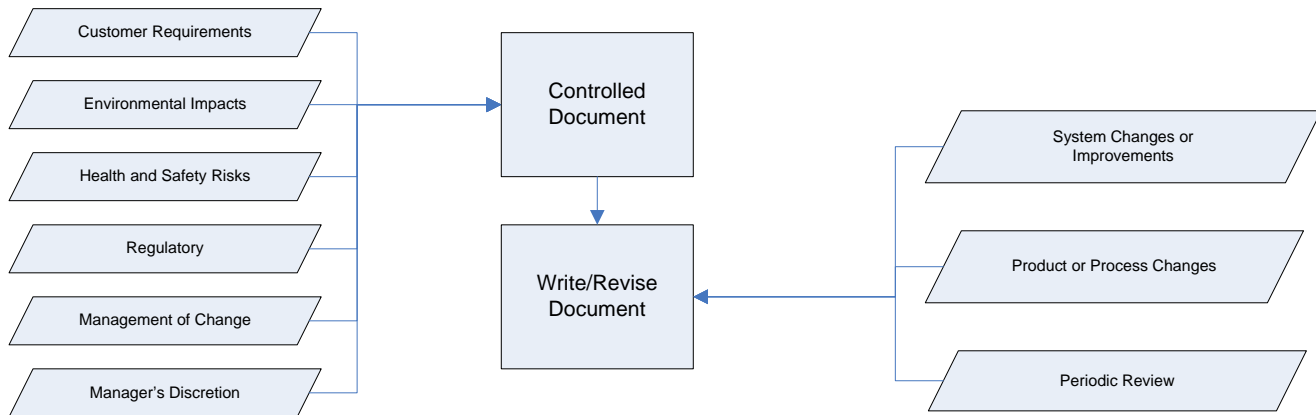 Customer Requirements
Environmental Impacts
Health and Safety Risks
Regulatory
Management of Change
Manager's Discretion
Controlled
Document
Write/Revise
Document
System Changes or
Improvements
Product or Process Changes
Periodic Review